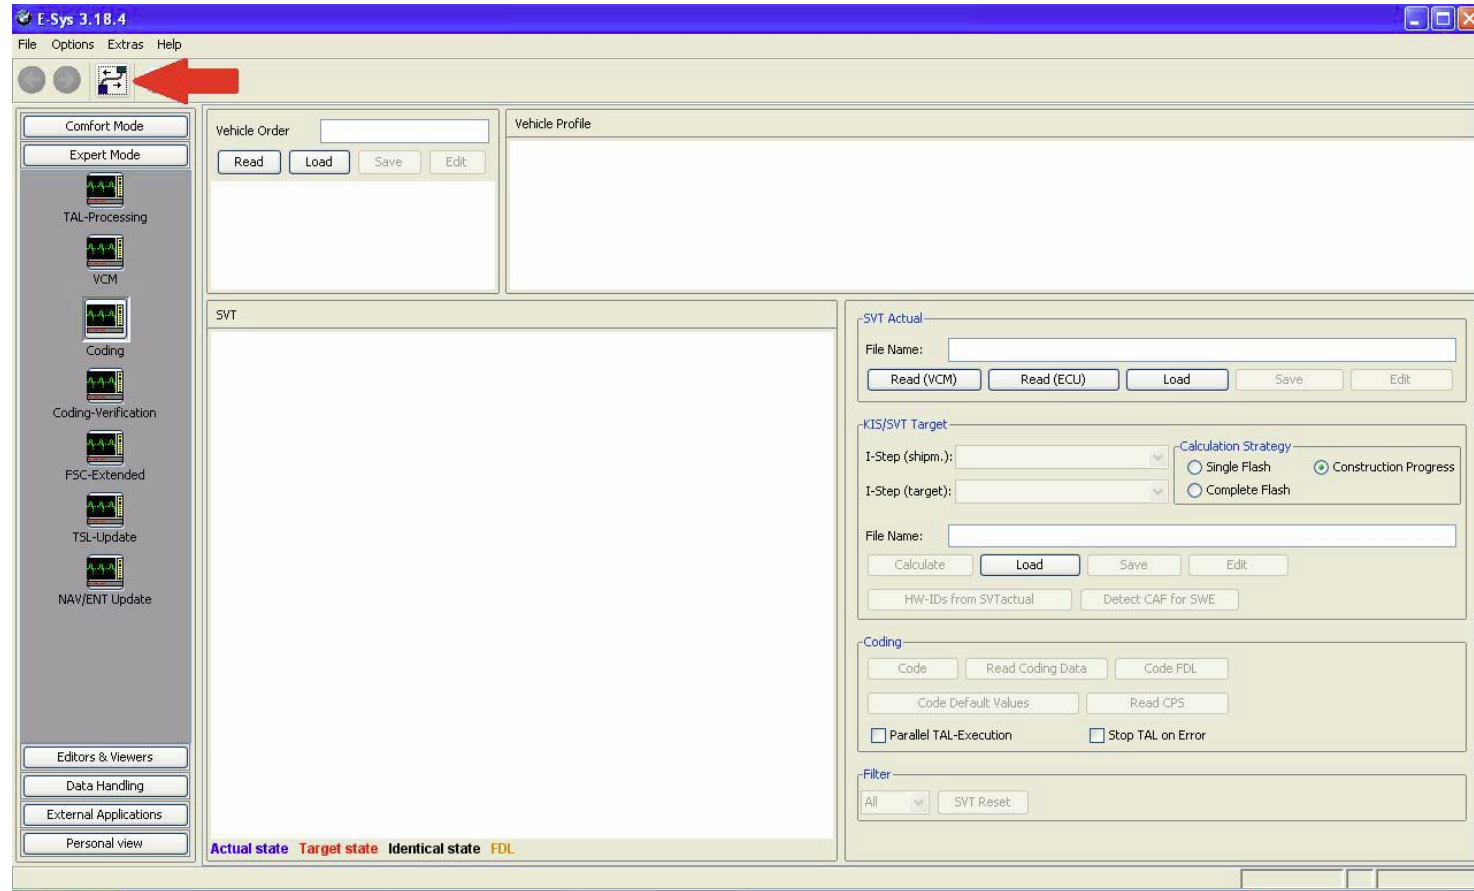 E-Sys 3.18.4
File Options Extras Help
Comfort Mode
Expert Mode
TAL-Processing
VCM
Coding
Coding-Verification
FSC-Extended
TSL-Update
NAV/ENT Update
Editors & Viewers
Data Handling
External Applications
Personal view
Vehicle Order
Read Load Save Edit
Vehicle Profile
SVT
Actual state Target state Identical state FDL
SVT Actual
File Name:
Read (VCM) Read (ECU) Load Save Edit
KIS/SVT Target
I-Step (shipm.):
I-Step (target):
Calculation Strategy
Single Flash Construction Progress
Complete Flash
File Name:
Calculate Load Save Edit
HW-IDs from SVTactual Detect CAF for SWE
Coding
Code Read Coding Data Code FDL
Code Default Values Read CPS
Parallel TAL-Execution Stop TAL on Error
Filter
All SVT Reset